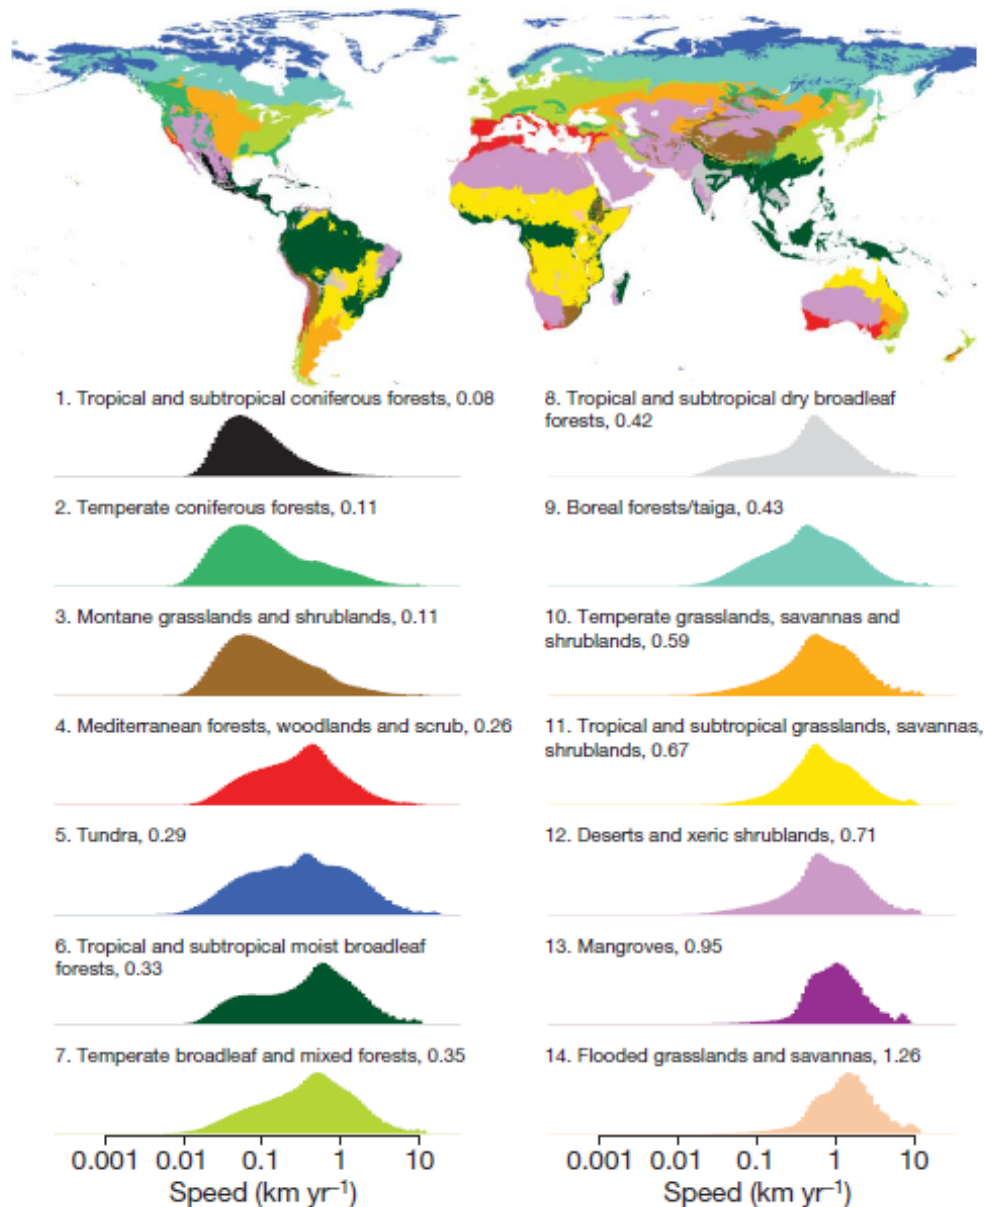 1. Tropical and subtropical coniferous forests, 0.08
2. Temperate coniferous forests, 0.11
3. Montane grasslands and shrublands, 0.11
4. Mediterranean forests, woodlands and scrub, 0.26
5. Tundra, 0.29
6. Tropical and subtropical moist broadleaf
forests, 0.33
7. Temperate broadleaf and mixed forests, 0.35
0.001 0.01 0.1 1 10
Speed (km yr⁻¹)
8. Tropical and subtropical dry broadleaf
forests, 0.42
9. Boreal forests/taiga, 0.43
10. Temperate grasslands, savannas and
shrublands, 0.59
11. Tropical and subtropical grasslands, savannas,
shrublands, 0.67
12. Deserts and xeric shrublands, 0.71
13. Mangroves, 0.95
14. Flooded grasslands and savannas, 1.26
0.001 0.01 0.1 1 10
Speed (km yr⁻¹)